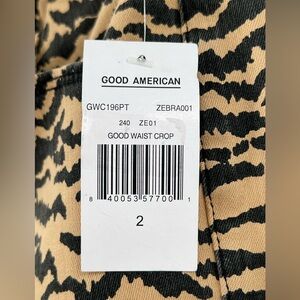 GOOD AMERICAN
GWC196PT ZEBRA001
240 ZE01
GOOD WAIST CROP
8 40053 57700 1
2